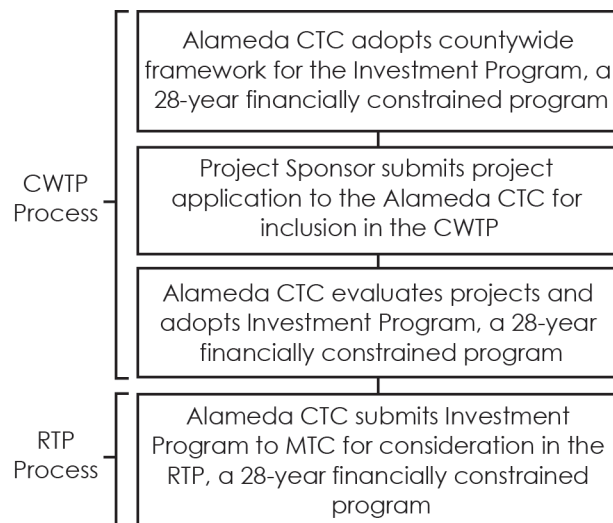 Alameda CTC adopts countywide
framework for the Investment Program, a
28-year financially constrained program
CWTP
Process
Project Sponsor submits project
application to the Alameda CTC for
inclusion in the CWTP
Alameda CTC evaluates projects and
adopts Investment Program, a 28-year
financially constrained program
RTP
Process
Alameda CTC submits Investment
Program to MTC for consideration in the
RTP, a 28-year financially constrained
program